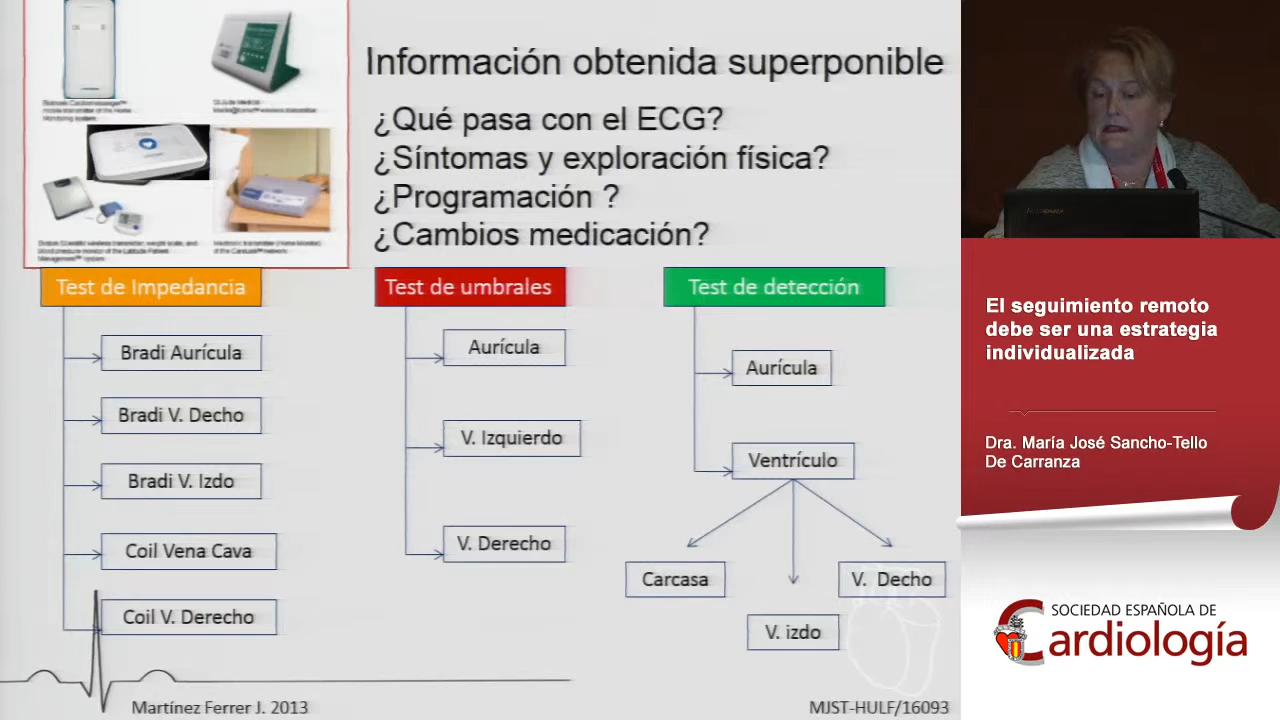 Información obtenida superponible
¿Qué pasa con el ECG?
¿Síntomas y exploración física?
¿Programación ?
¿Cambios medicación?
Test de Impedancia
Bradi Aurícula
Bradi V. Decho
Bradi V. Izdo
Coil Vena Cava
Coil V. Derecho
Test de umbrales
Aurícula
V. Izquierdo
V. Derecho
Test de detección
Aurícula
Ventrículo
Carcasa
V. izdo
V. Decho
Martínez Ferrer J. 2013
MJST-HULF/16093
El seguimiento remoto
debe ser una estrategia
individualizada
Dra. María José Sancho-Tello
De Carranza
SOCIEDAD ESPAÑOLA DE
Cardiología